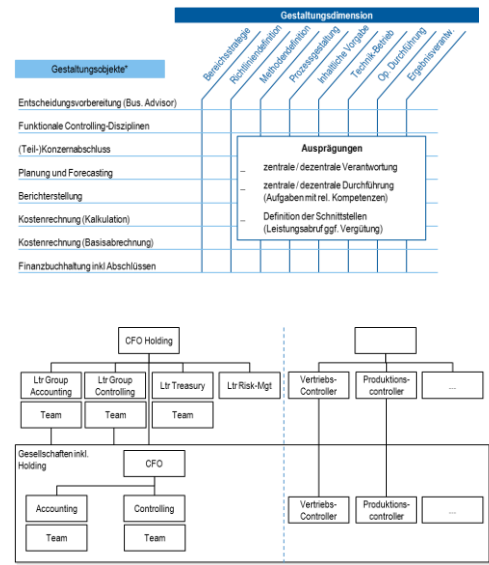 Gestaltungsdimension
Bereichsstrategie
Richtliniendefinition
Methodendefinition
Prozessgestaltung
Inhaltliche Vorgabe
Technik-Betrieb
Op. Durchführung
Ergebnisverantw.
Gestaltungsobjekte*
Entscheidungsvorbereitung (Bus. Advisor)
Funktionale Controlling-Disziplinen
(Teil-)Konzernabschluss
Planung und Forecasting
Berichterstellung
Kostenrechnung (Kalkulation)
Kostenrechnung (Basisabrechnung)
Finanzbuchhaltung inkl Abschlüssen
Ausprägungen
– zentrale / dezentrale Verantwortung
– zentrale / dezentrale Durchführung
(Aufgaben mit rel. Kompetenzen)
– Definition der Schnittstellen
(Leistungsabruf ggf. Vergütung)
CFO Holding
Ltr Group
Accounting
Ltr Group
Controlling
Ltr Treasury
Ltr Risk-Mgt
Team
Team
Team
Vertriebs-
Controller
Produktions-
controller
...
Gesellschaften inkl.
Holding
CFO
Accounting
Controlling
Team
Team
Vertriebs-
Controller
Produktions-
controller
...